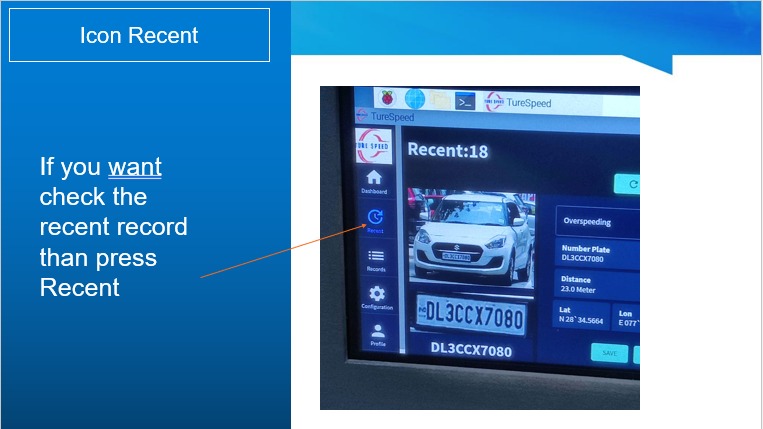 Icon Recent
If you want
check the
recent record
than press
Recent
TureSpeed
TureSpeed
TURE SPEED
Recent:18
Dashboard
Recent
Records
Configuration
Profile
DL3CCX7080
DL3CCX7080
Overspeeding
Number Plate
DL3CCX7080
Distance
23.0 Meter
Lat
N 28°34.5664
Lon
E 077°
SAVE